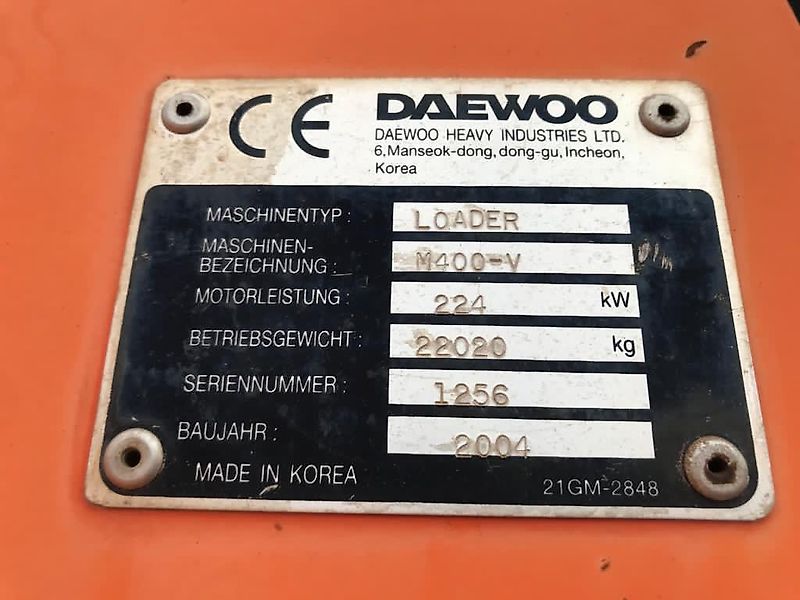 CE
DAEWOO
DAEWOO HEAVY INDUSTRIES LTD.
6,Manseok-dong,dong-gu,Incheon,
Korea
MASCHINENTYP: LOADER
MASCHINEN-
BEZEICHNUNG: M400-V
MOTORLEISTUNG: 224 kW
BETRIEBSGEWICHT: 22020 kg
SERIENNUMMER: 1256
BAUJAHR: 2004
MADE IN KOREA
21GM-2848